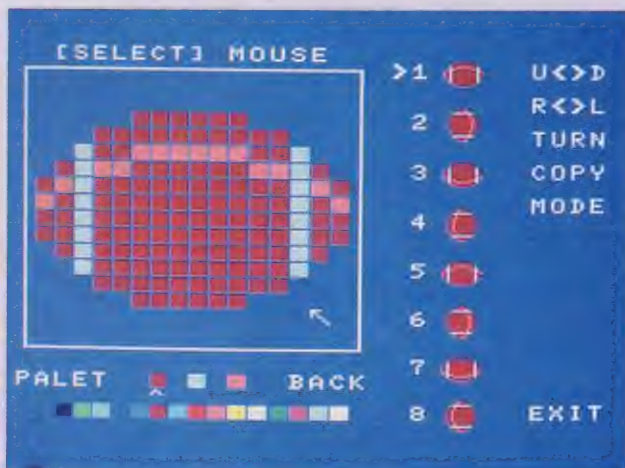 [SELECT] MOUSE
>1 U<>D
R<>L
2 TURN
3 COPY
MODE
4
5
6
7
PALET BACK
8 EXIT